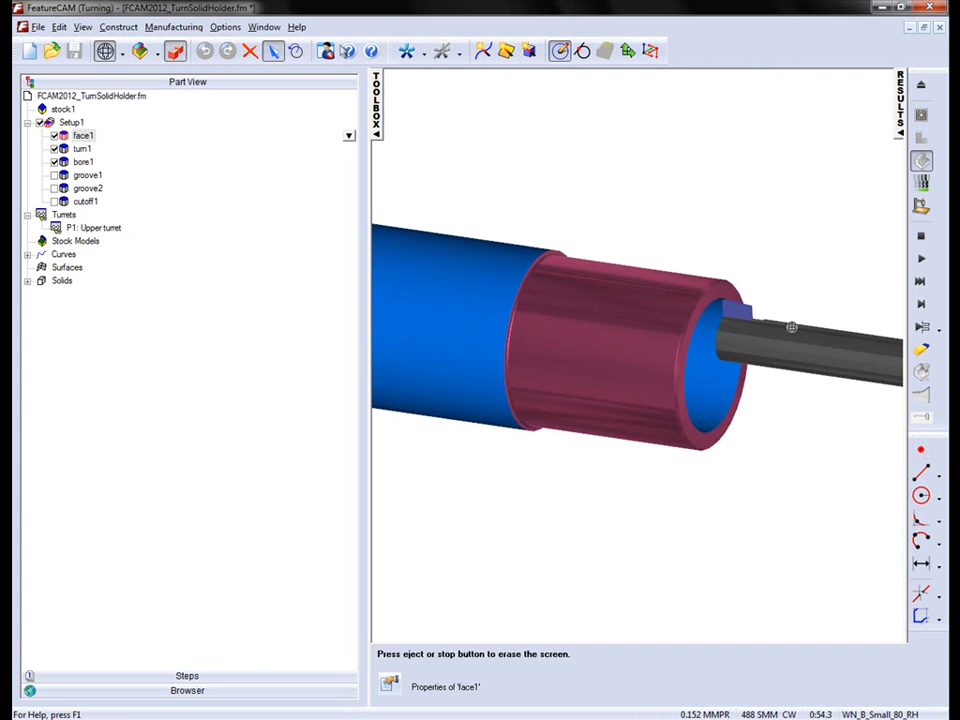 FeatureCAM (Turning) - [FCAM2012_TurnSolidHolder.fm *]
File Edit View Construct Manufacturing Options Window Help
Part View
FCAM2012_TurnSolidHolder.fm
stock1
Setup1
face1
turn1
bore1
groove1
groove2
cutoff1
Turrets
P1: Upper turret
Stock Models
Curves
Surfaces
Solids
Steps
Browser
TOOLBOX
RESULTS
Press eject or stop button to erase the screen.
Properties of 'face1'
For Help, press F1
0.152 MMPR 488 SMM CW 0:54.3 WN_B_Small_80_RH